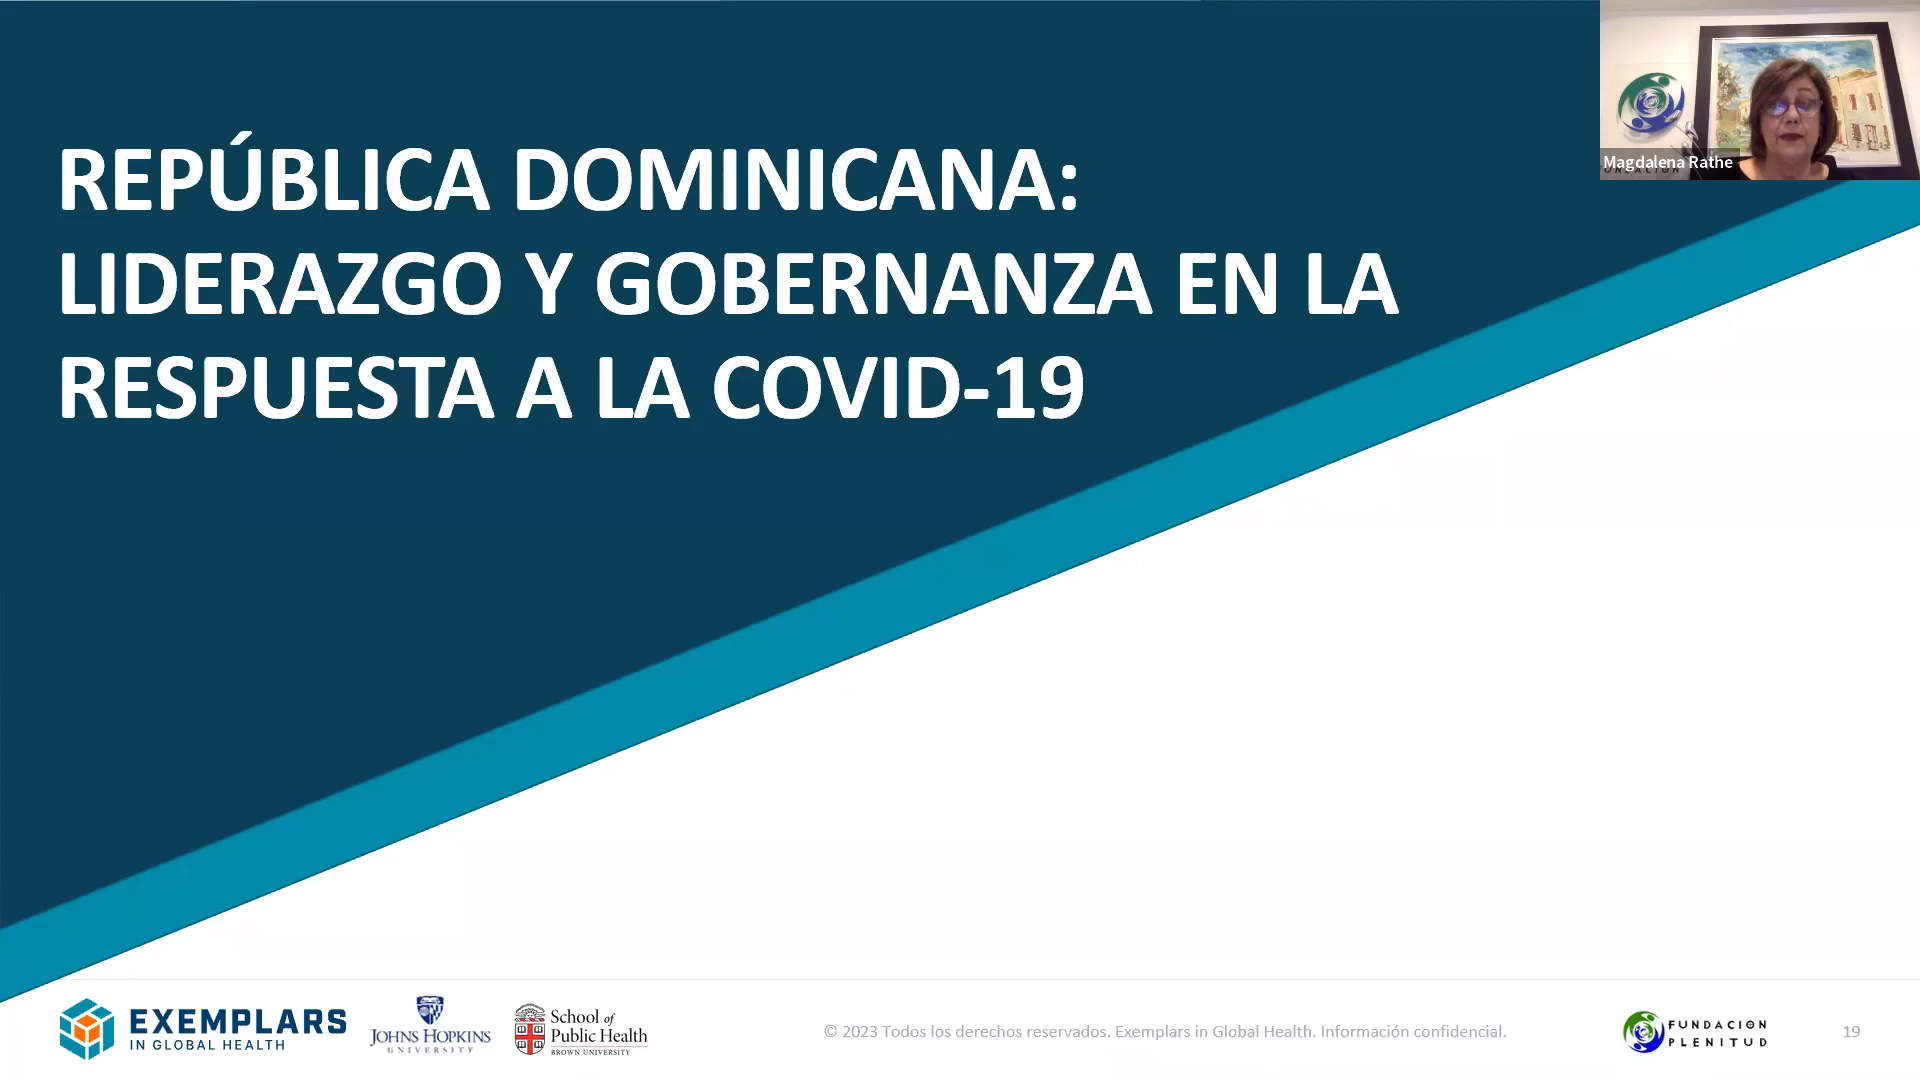 REPÚBLICA DOMINICANA:
LIDERAZGO Y GOBERNANZA EN LA
RESPUESTA A LA COVID-19
Magdalena Rathe
EXEMPLARS
IN GLOBAL HEALTH
JOHNS HOPKINS
UNIVERSITY
School of
Public Health
BROWN UNIVERSITY
© 2023 Todos los derechos reservados. Exemplars in Global Health. Información confidencial.
FUNDACION
PLENITUD
19